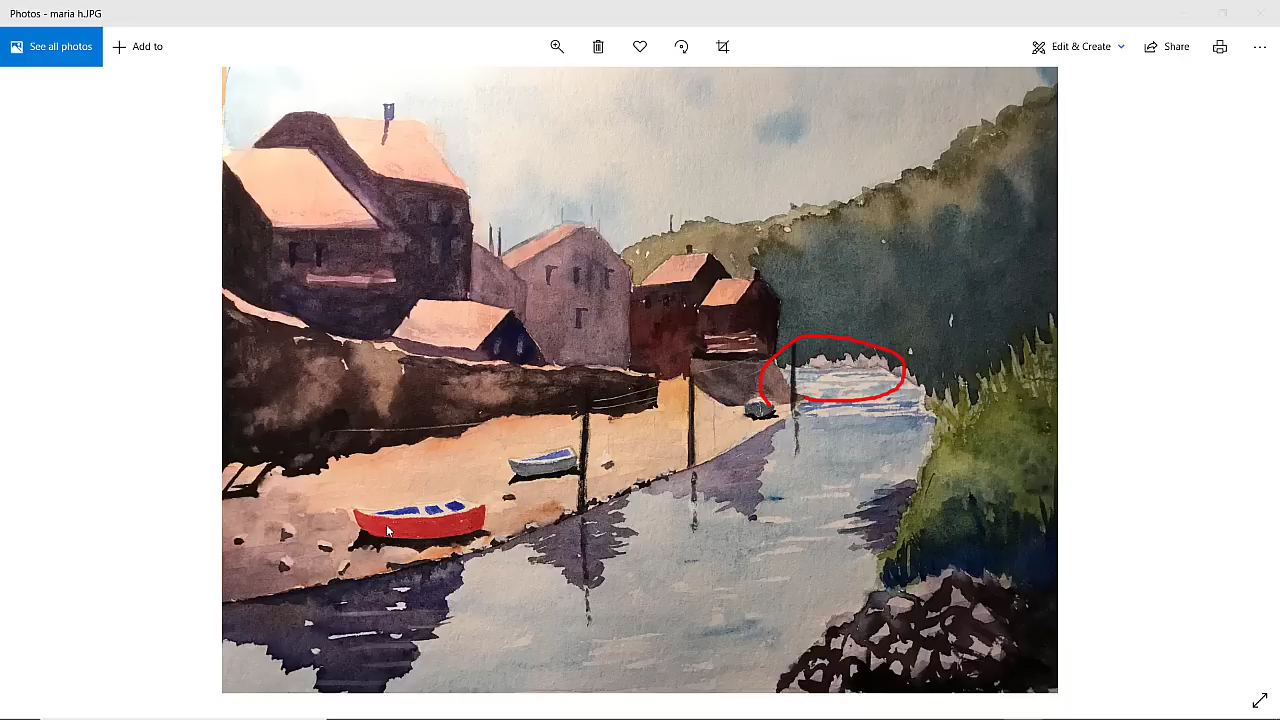 Photos - maria h.JPG
See all photos
Add to
Edit & Create
Share